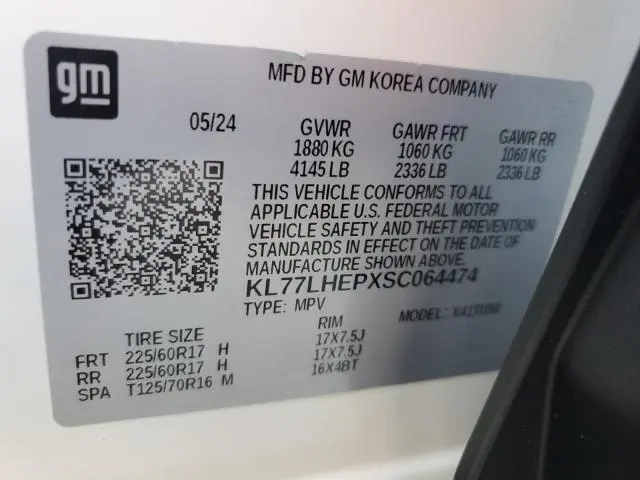 gm
MFD BY GM KOREA COMPANY
05/24 GVWR GAWR FRT GAWR RR
1880 KG 1060 KG 1060 KG
4145 LB 2336 LB 2336 LB
THIS VEHICLE CONFORMS TO ALL
APPLICABLE U.S. FEDERAL MOTOR
VEHICLE SAFETY AND THEFT PREVENTION
STANDARDS IN EFFECT ON THE DATE OF
MANUFACTURE SHOWN ABOVE.
KL77LHEPXSC064474
TYPE: MPV MODEL:
TIRE SIZE RIM
FRT 225/60R17 H 17X7.5J
RR 225/60R17 H 17X7.5J
SPA T125/70R16 M 16X4BT